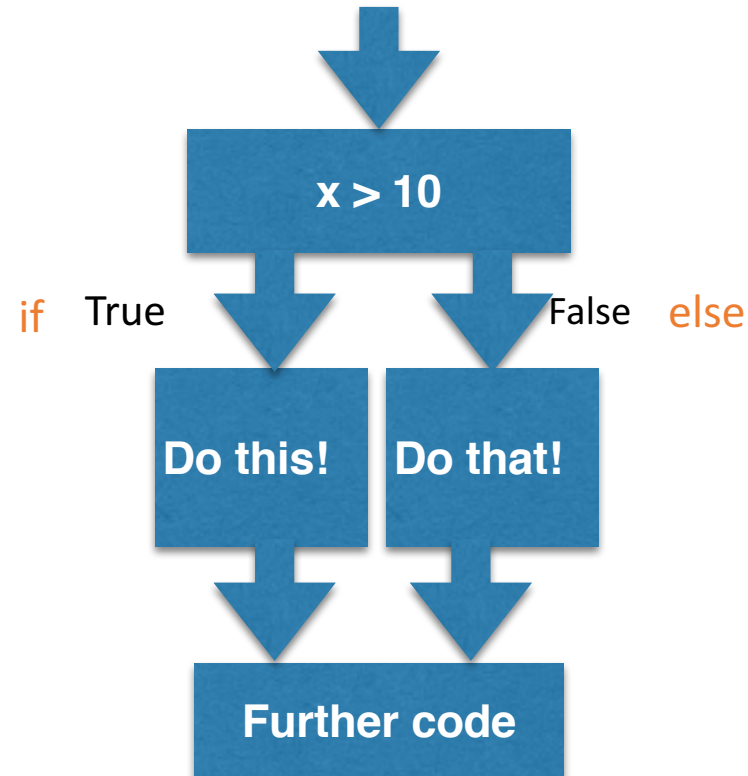 x > 10
if True False else
Do this! Do that!
Further code